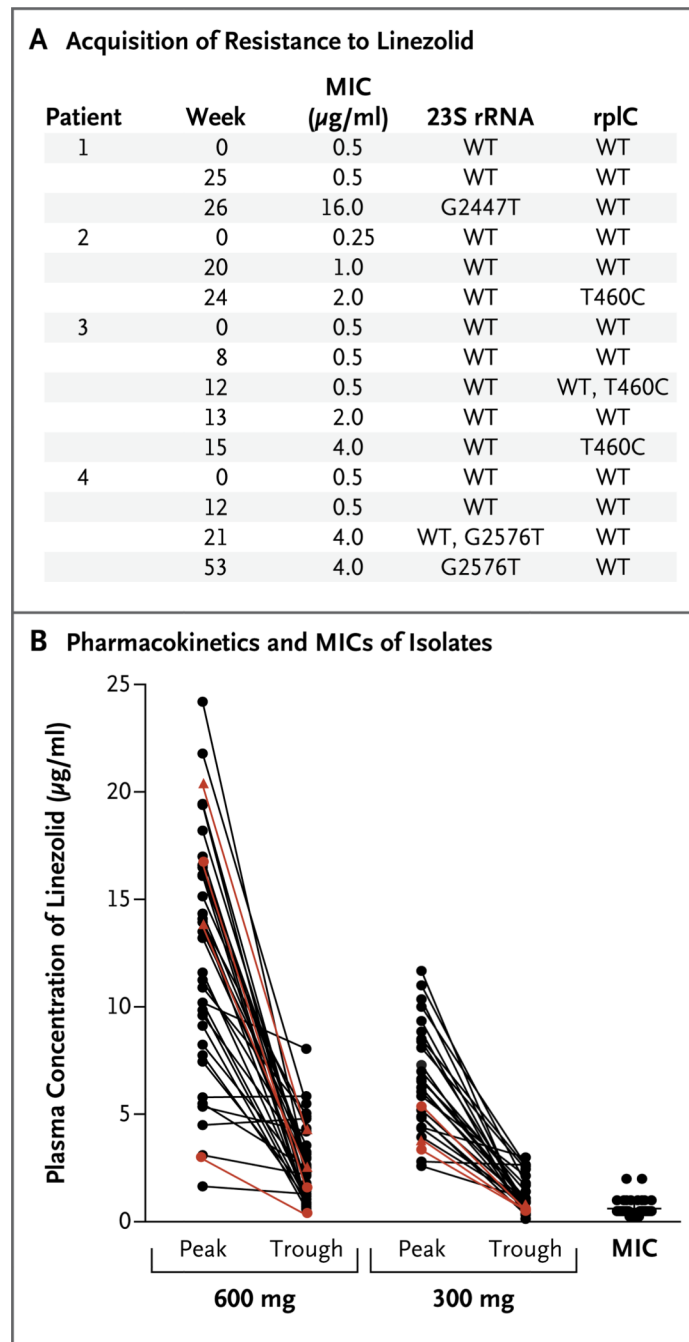 A Acquisition of Resistance to Linezolid
Patient Week MIC (µg/ml) 23S rRNA rplC
1 0 0.5 WT WT
25 0.5 WT WT
26 16.0 G2447T WT
2 0 0.25 WT WT
20 1.0 WT WT
24 2.0 WT T460C
3 0 0.5 WT WT
8 0.5 WT WT
12 0.5 WT WT, T460C
13 2.0 WT WT
15 4.0 WT T460C
4 0 0.5 WT WT
12 0.5 WT WT
21 4.0 WT, G2576T WT
53 4.0 G2576T WT
B Pharmacokinetics and MICs of Isolates
Plasma Concentration of Linezolid (µg/ml)
25
20
15
10
5
0
Peak Trough Peak Trough MIC
600 mg 300 mg